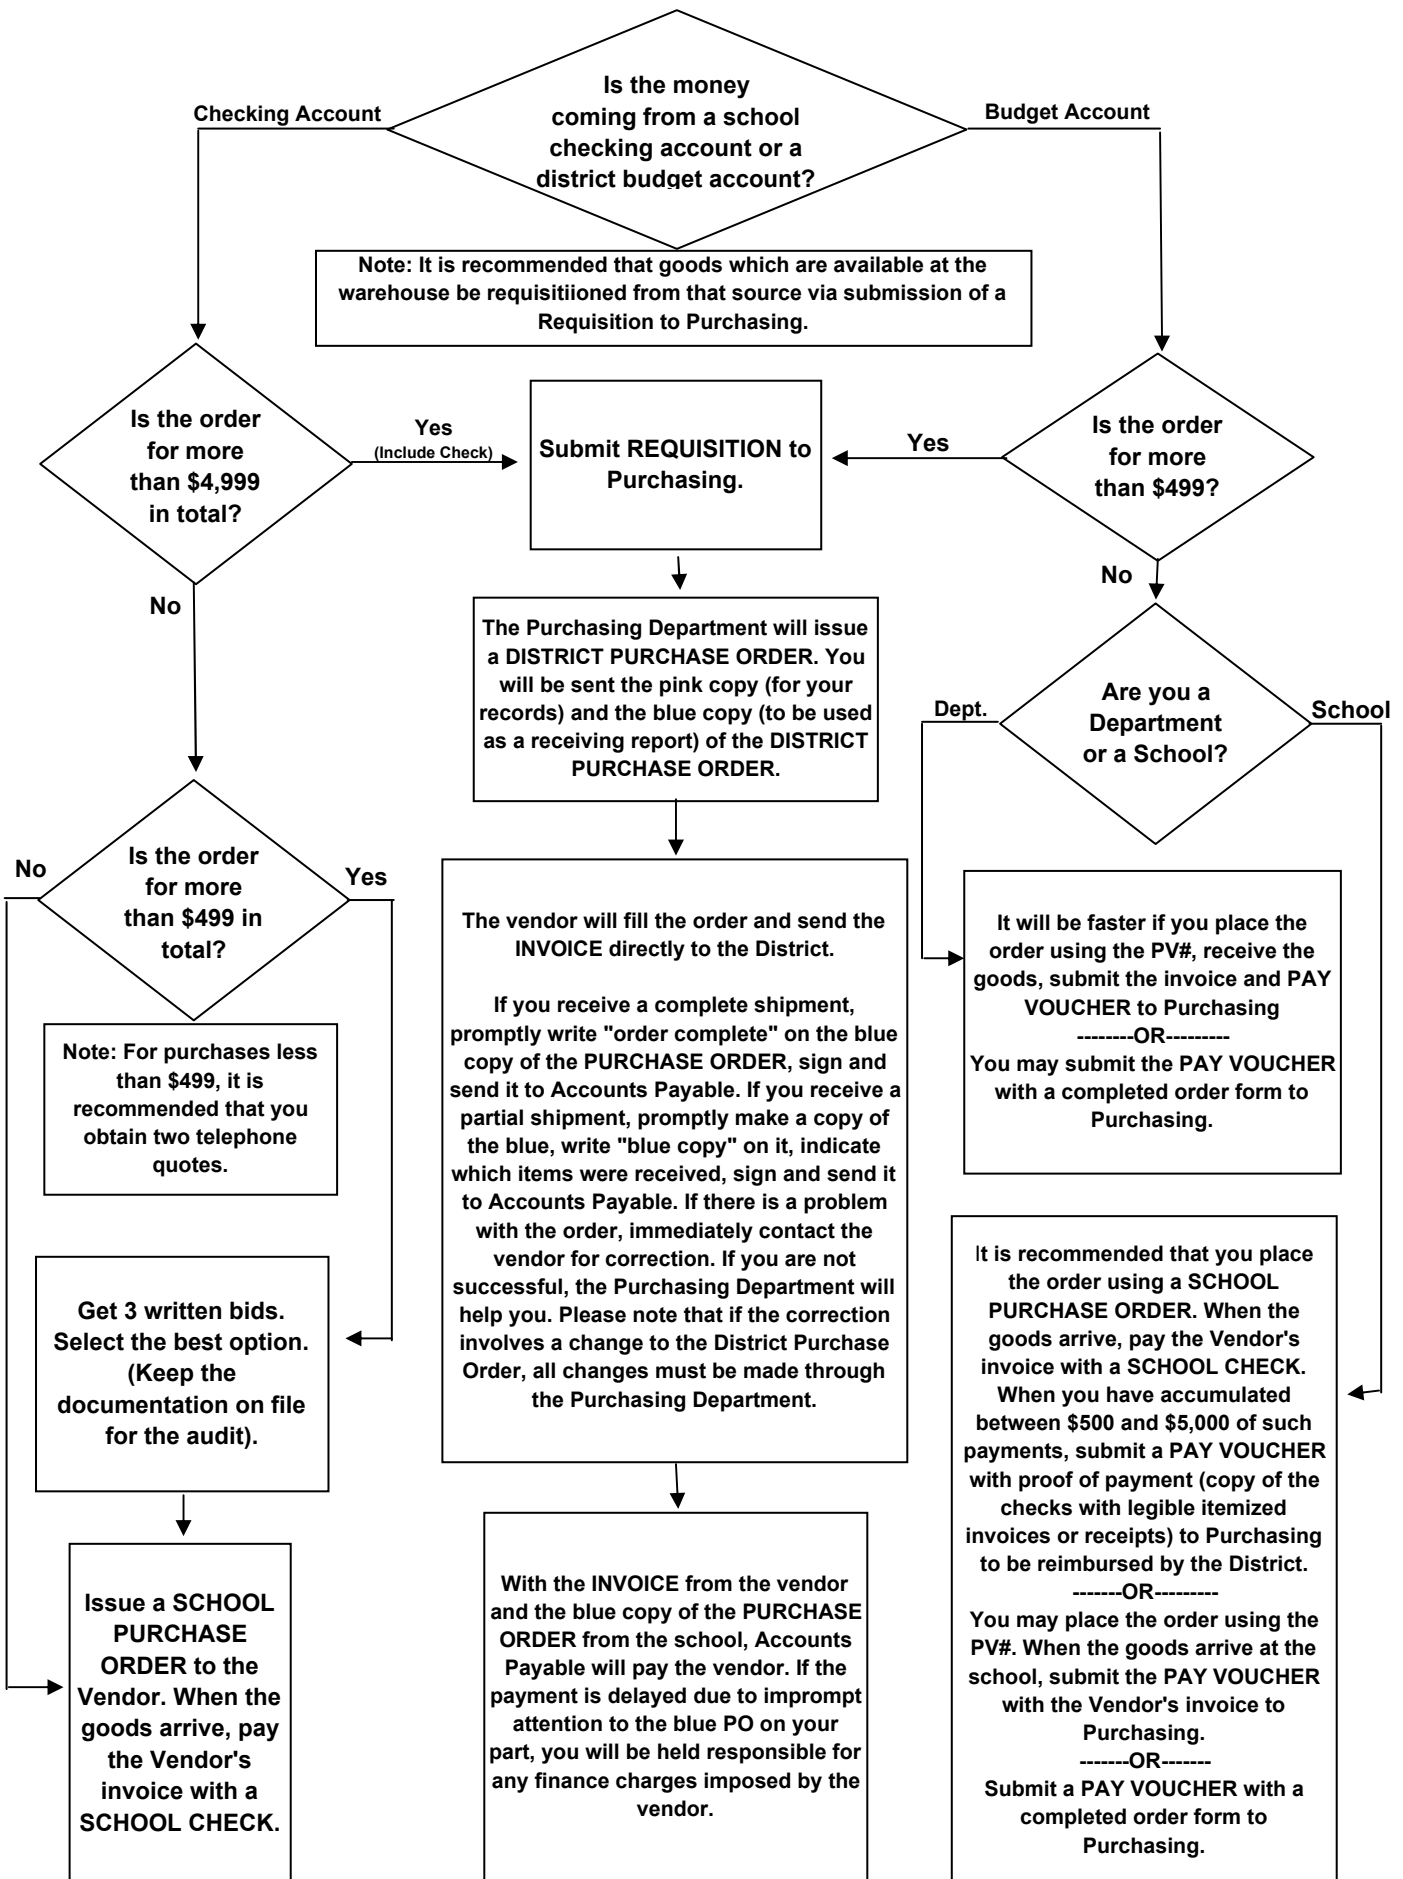 Is the money
coming from a school
checking account or a
district budget account?
Checking Account
Budget Account
Note: It is recommended that goods which are available at the
warehouse be requisitiioned from that source via submission of a
Requisition to Purchasing.
Is the order
for more
than $4,999
in total?
Yes
(Include Check)
Submit REQUISITION to
Purchasing.
Yes
Is the order
for more
than $499?
No
No
The Purchasing Department will issue
a DISTRICT PURCHASE ORDER. You
will be sent the pink copy (for your
records) and the blue copy (to be used
as a receiving report) of the DISTRICT
PURCHASE ORDER.
Dept.
Are you a
Department
or a School?
School
No
Is the order
for more
than $499 in
total?
Yes
Note: For purchases less
than $499, it is
recommended that you
obtain two telephone
quotes.
The vendor will fill the order and send the
INVOICE directly to the District.
If you receive a complete shipment,
promptly write "order complete" on the blue
copy of the PURCHASE ORDER, sign and
send it to Accounts Payable. If you receive a
partial shipment, promptly make a copy of
the blue, write "blue copy" on it, indicate
which items were received, sign and send it
to Accounts Payable. If there is a problem
with the order, immediately contact the
vendor for correction. If you are not
successful, the Purchasing Department will
help you. Please note that if the correction
involves a change to the District Purchase
Order, all changes must be made through
the Purchasing Department.
It will be faster if you place the
order using the PV#, receive the
goods, submit the invoice and PAY
VOUCHER to Purchasing
--------OR---------
You may submit the PAY VOUCHER
with a completed order form to
Purchasing.
Get 3 written bids.
Select the best option.
(Keep the
documentation on file
for the audit).
It is recommended that you place
the order using a SCHOOL
PURCHASE ORDER. When the
goods arrive, pay the Vendor's
invoice with a SCHOOL CHECK.
When you have accumulated
between $500 and $5,000 of such
payments, submit a PAY VOUCHER
with proof of payment (copy of the
checks with legible itemized
invoices or receipts) to Purchasing
to be reimbursed by the District.
-------OR---------
You may place the order using the
PV#. When the goods arrive at the
school, submit the PAY VOUCHER
with the Vendor's invoice to
Purchasing.
-------OR-------
Submit a PAY VOUCHER with a
completed order form to
Purchasing.
Issue a SCHOOL
PURCHASE
ORDER to the
Vendor. When the
goods arrive, pay
the Vendor's
invoice with a
SCHOOL CHECK.
With the INVOICE from the vendor
and the blue copy of the PURCHASE
ORDER from the school, Accounts
Payable will pay the vendor. If the
payment is delayed due to imprompt
attention to the blue PO on your
part, you will be held responsible for
any finance charges imposed by the
vendor.